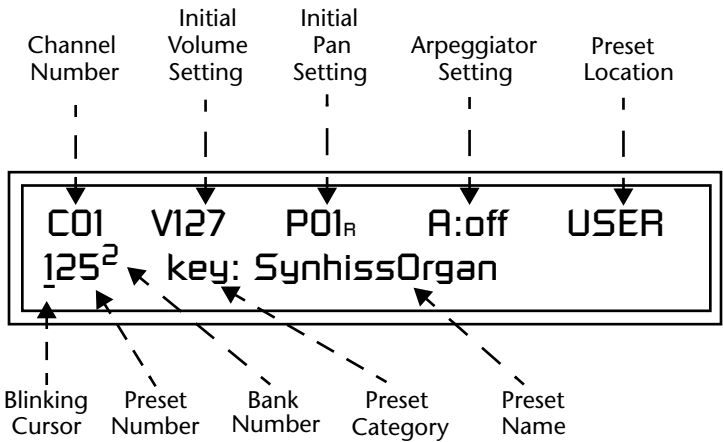 Channel Number
Initial Volume Setting
Initial Pan Setting
Arpeggiator Setting
Preset Location
C01 V127 P01R A:off USER
125² key: SynhissOrgan
Blinking Cursor
Preset Number
Bank Number
Preset Category
Preset Name